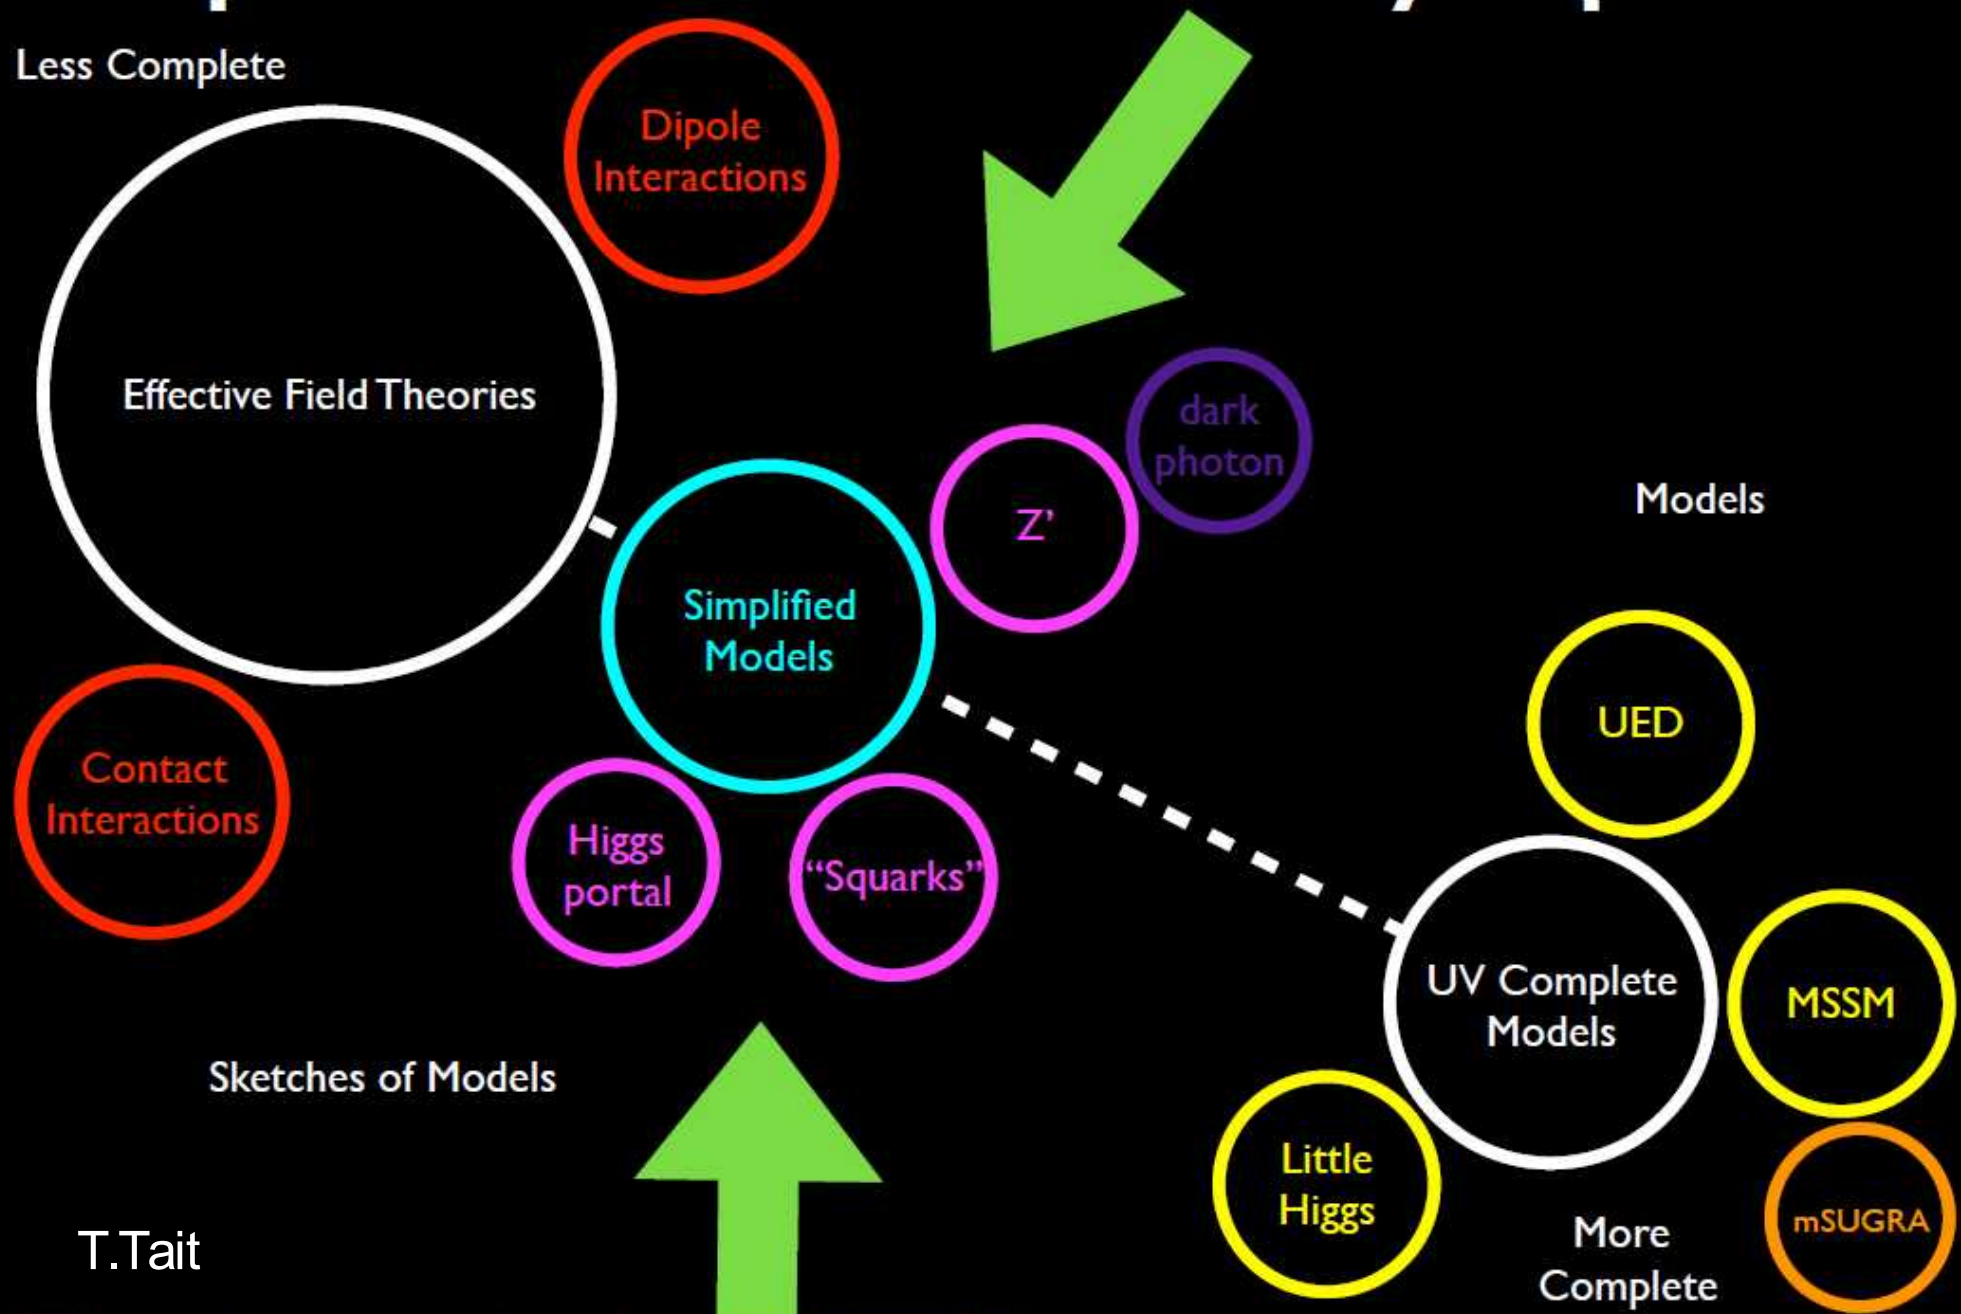 Less Complete
Dipole
Interactions
Effective Field Theories
dark
photon
Z’
Models
Simplified
Models
UED
Contact
Interactions
Higgs
portal
“Squarks”
UV Complete
Models
MSSM
Sketches of Models
Little
Higgs
mSUGRA
More
Complete
T.Tait